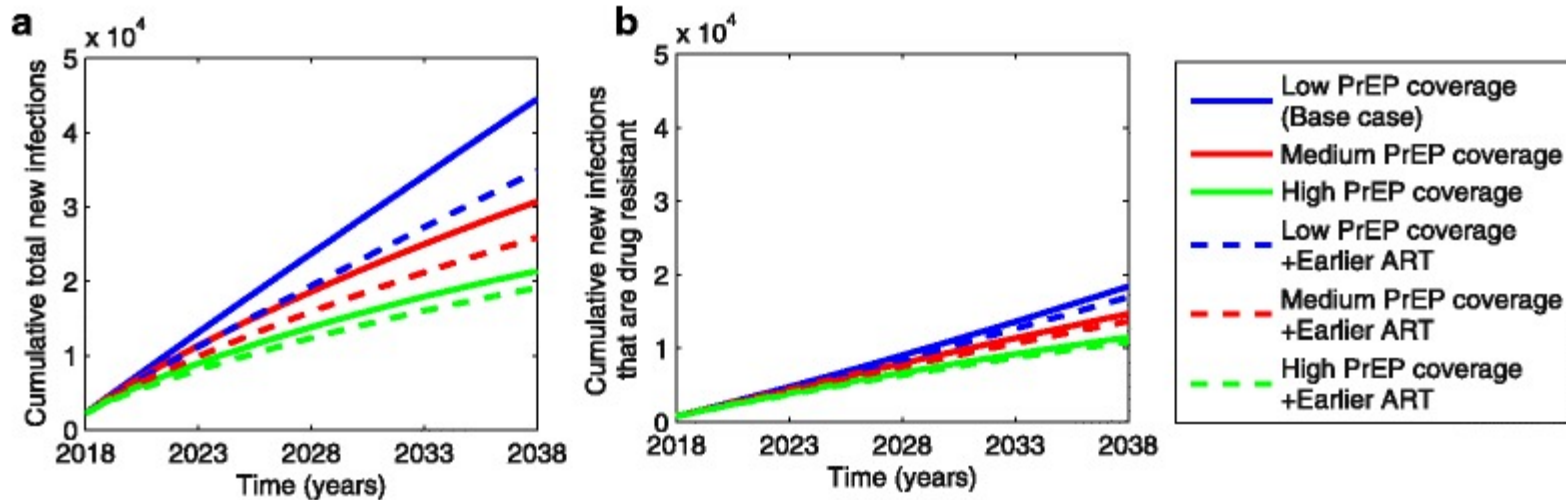 a
x 10^4
5
4
3
2
1
0
2018 2023 2028 2033 2038
Time (years)
Cumulative total new infections
b
x 10^4
5
4
3
2
1
0
2018 2023 2028 2033 2038
Time (years)
Cumulative new infections
that are drug resistant
Low PrEP coverage
(Base case)
Medium PrEP coverage
High PrEP coverage
Low PrEP coverage
+Earlier ART
Medium PrEP coverage
+Earlier ART
High PrEP coverage
+Earlier ART